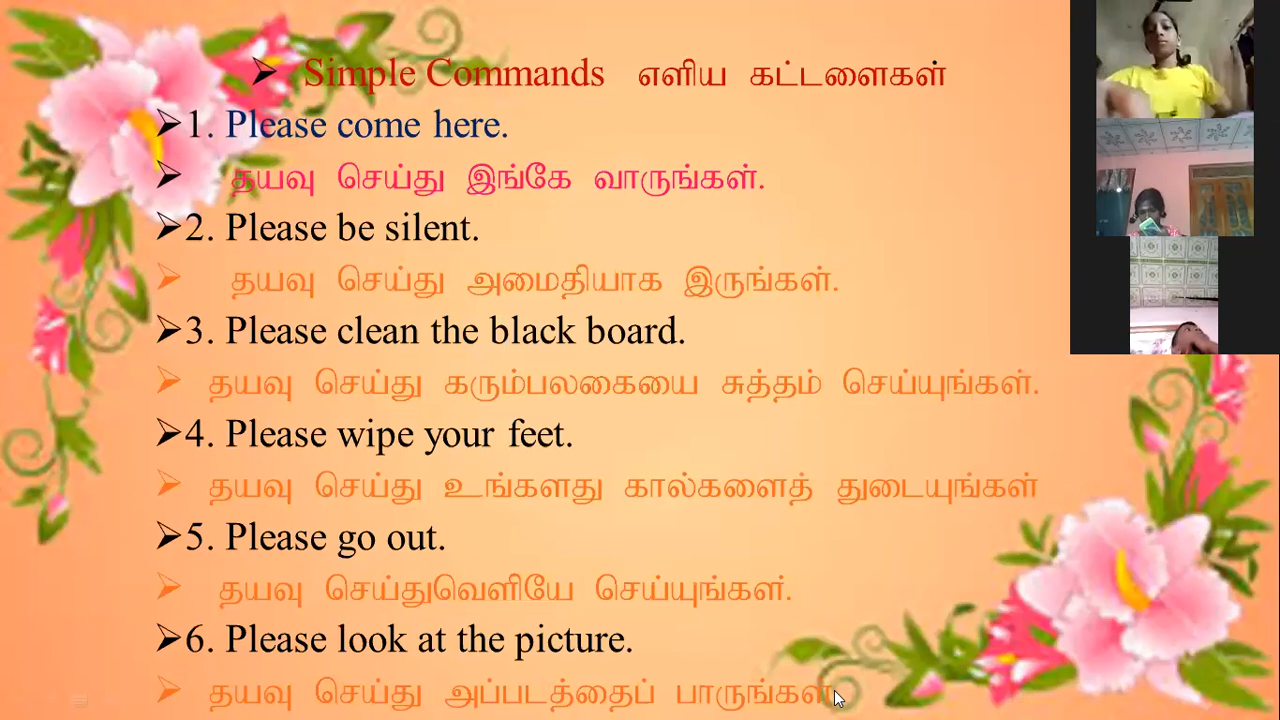 ➢ Simple Commands எளிய கட்டளைகள்
➢1. Please come here.
➢ தயவு செய்து இங்கே வாருங்கள்.
➢2. Please be silent.
➢ தயவு செய்து அமைதியாக இருங்கள்.
➢3. Please clean the black board.
➢ தயவு செய்து கரும்பலகையை சுத்தம் செய்யுங்கள்.
➢4. Please wipe your feet.
➢ தயவு செய்து உங்களது கால்களைத் துடையுங்கள்
➢5. Please go out.
➢ தயவு செய்துவெளியே செய்யுங்கள்.
➢6. Please look at the picture.
➢ தயவு செய்து அப்படத்தைப் பாருங்கள்.